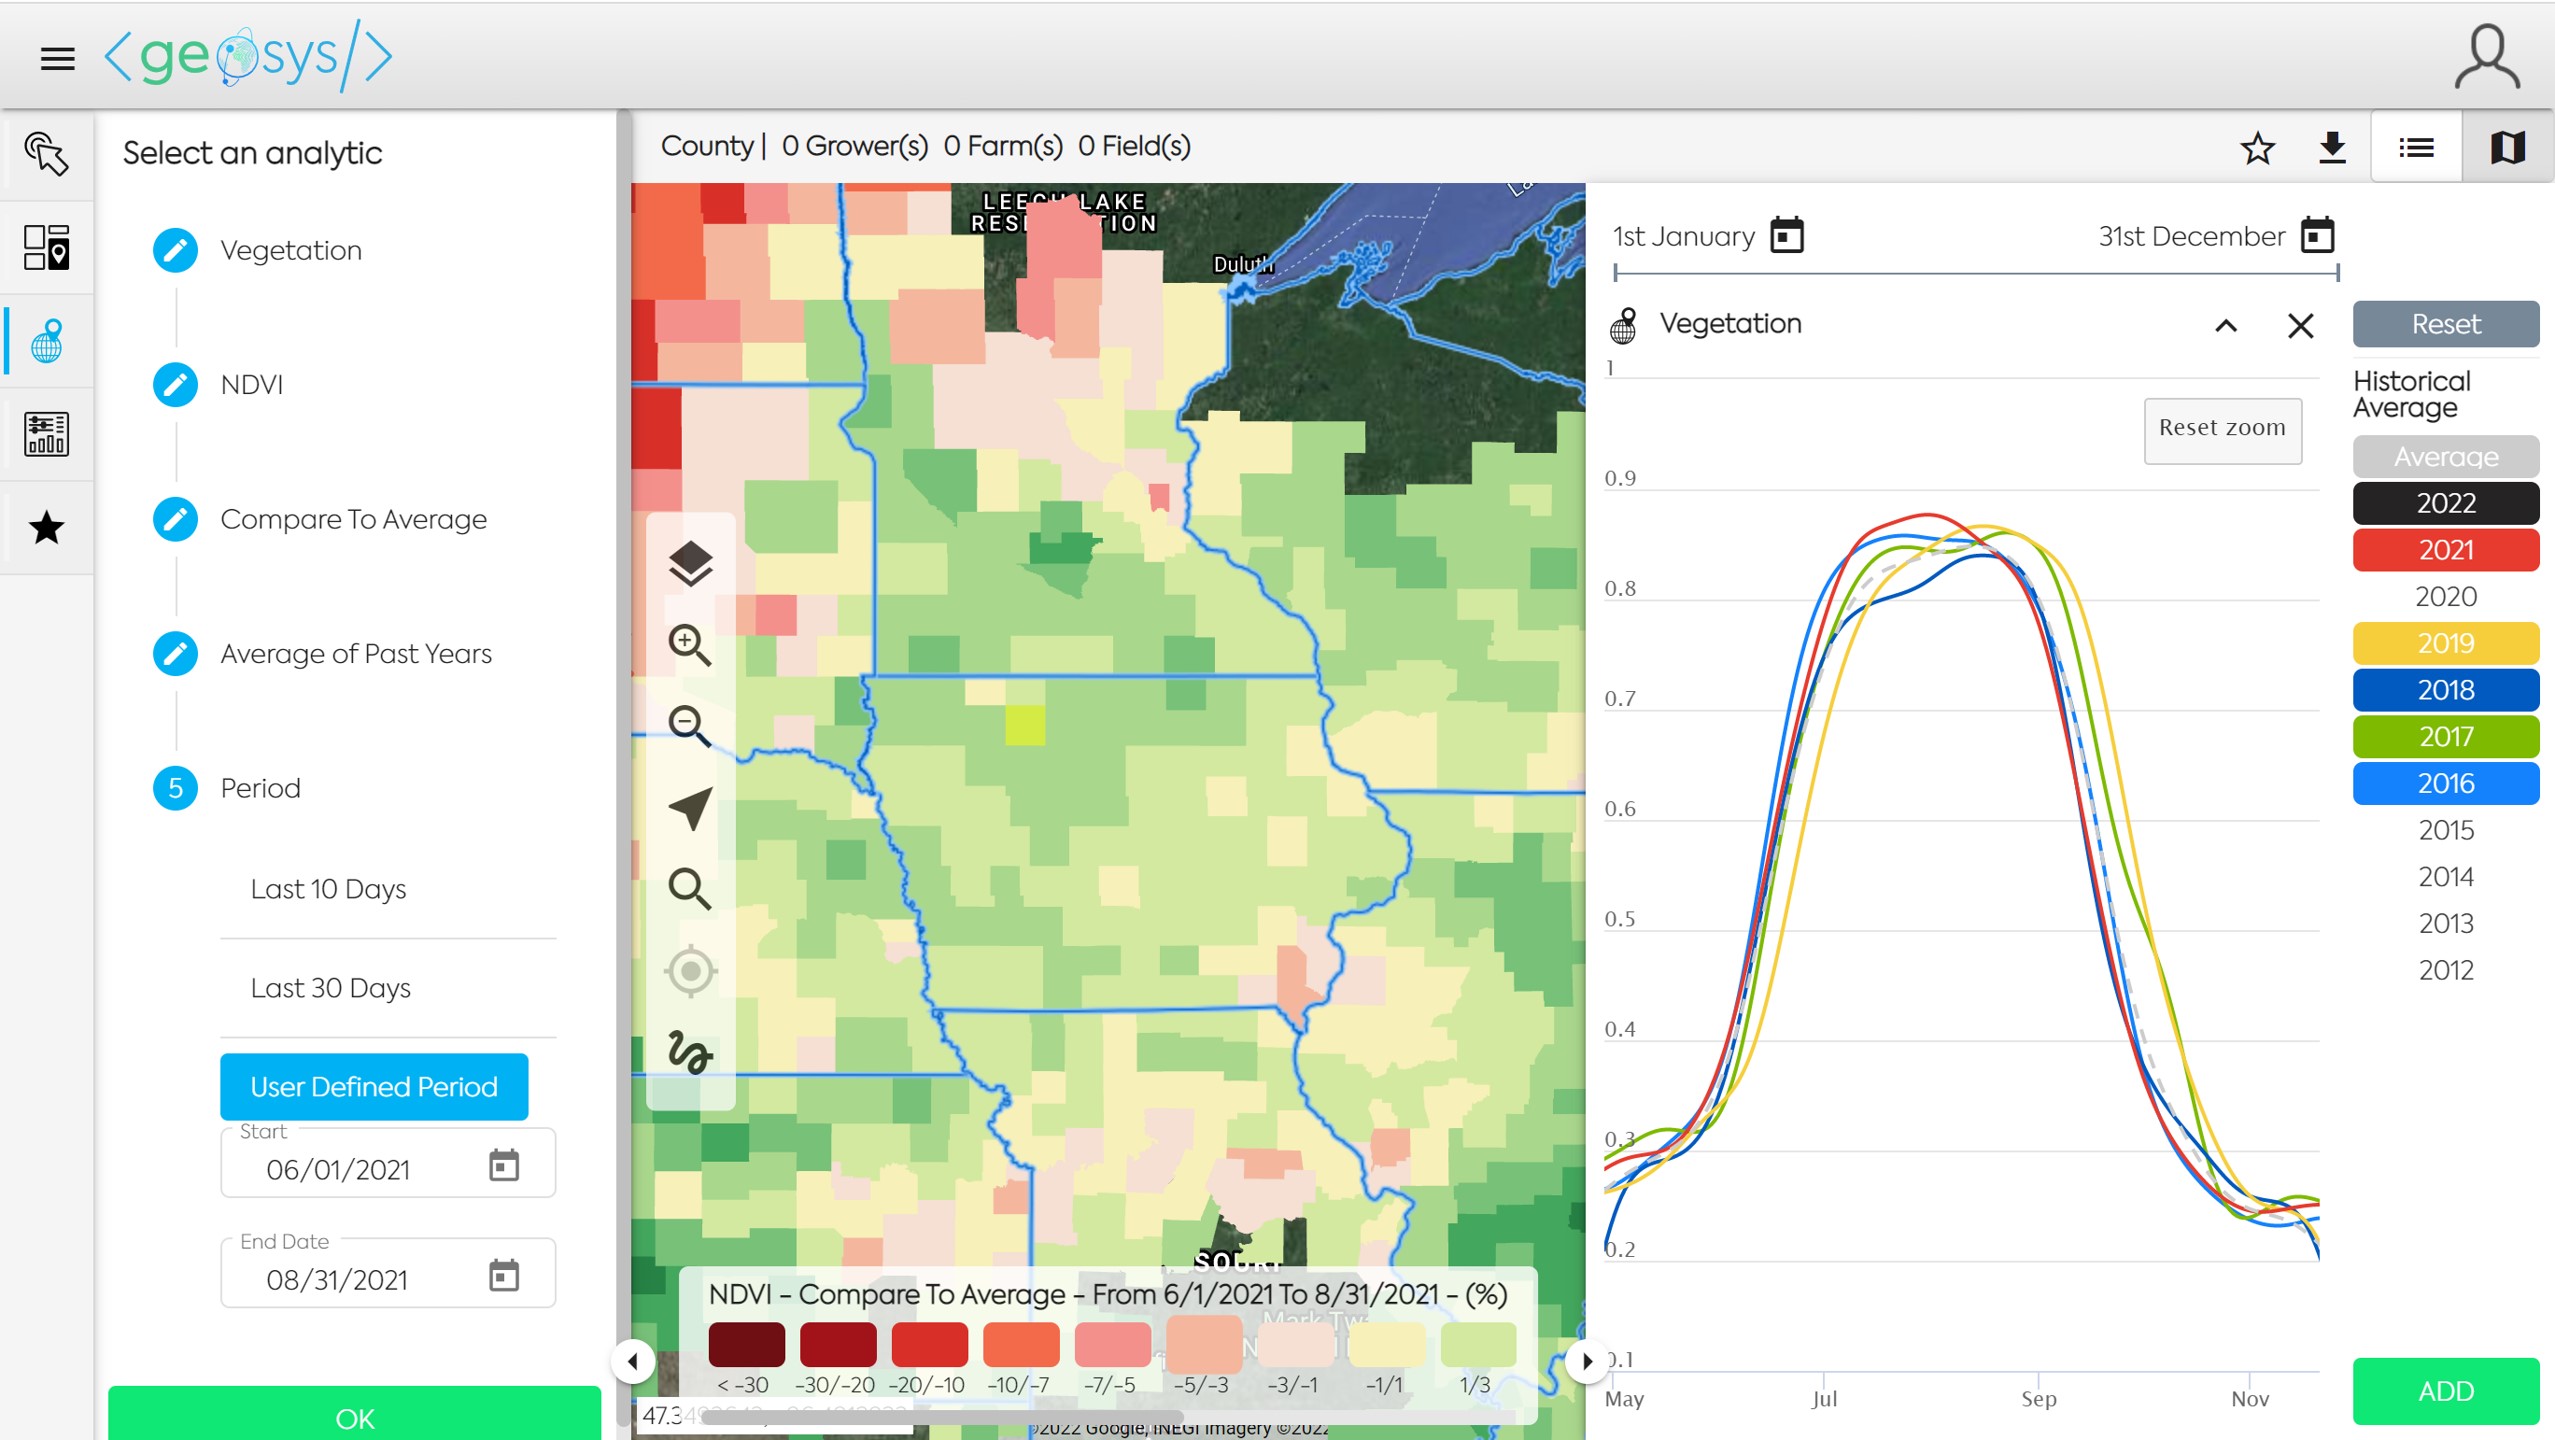 <geosys/>
Select an analytic
Vegetation
NDVI
Compare To Average
Average of Past Years
5 Period
Last 10 Days
Last 30 Days
User Defined Period
Start
06/01/2021
End Date
08/31/2021
OK
County | 0 Grower(s) 0 Farm(s) 0 Field(s)
LEECH LAKE
Duluth
NDVI - Compare To Average - From 6/1/2021 To 8/31/2021 - (%)
< -30 -30/-20 -20/-10 -10/-7 -7/-5 -5/-3 -3/-1 -1/1 1/3
©2022 Google, INEGI Imagery ©2022
1st January 31st December
Vegetation
Reset zoom
1
0.9
0.8
0.7
0.6
0.5
0.4
0.3
0.2
0.1
May Jul Sep Nov
Reset
Historical
Average
Average
2022
2021
2020
2019
2018
2017
2016
2015
2014
2013
2012
ADD